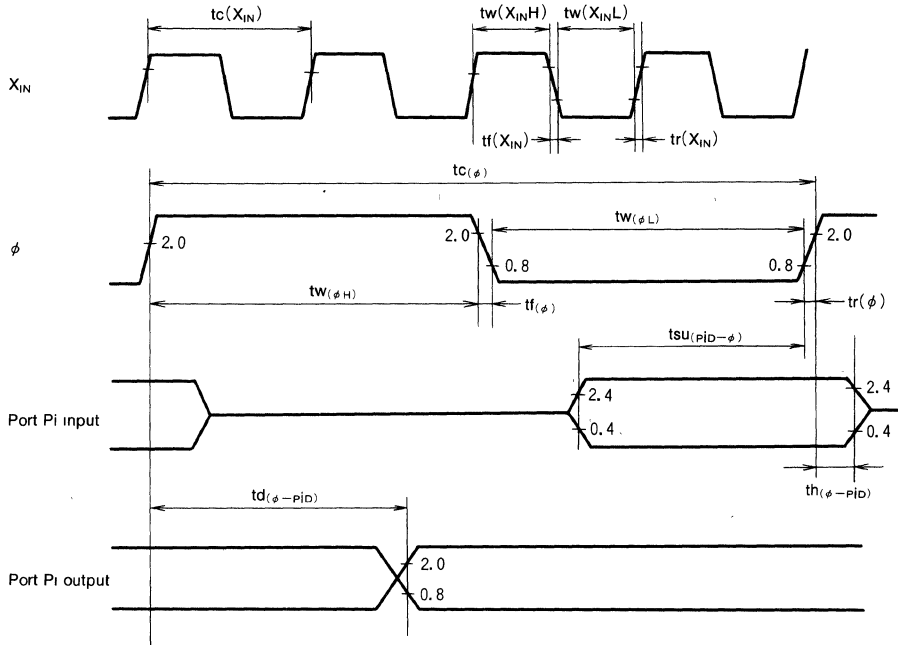 tc(XIN) tw(XINH) tw(XINL)
XIN
tf(XIN) tr(XIN)
tc(φ)
tw(φL)
φ 2.0 2.0 0.8 0.8 2.0
tw(φH) tf(φ) tr(φ)
tsu(PiD−φ)
Port Pi input 2.4 0.4 2.4 0.4
th(φ−PiD)
td(φ−PiD)
Port Pi output 2.0 0.8